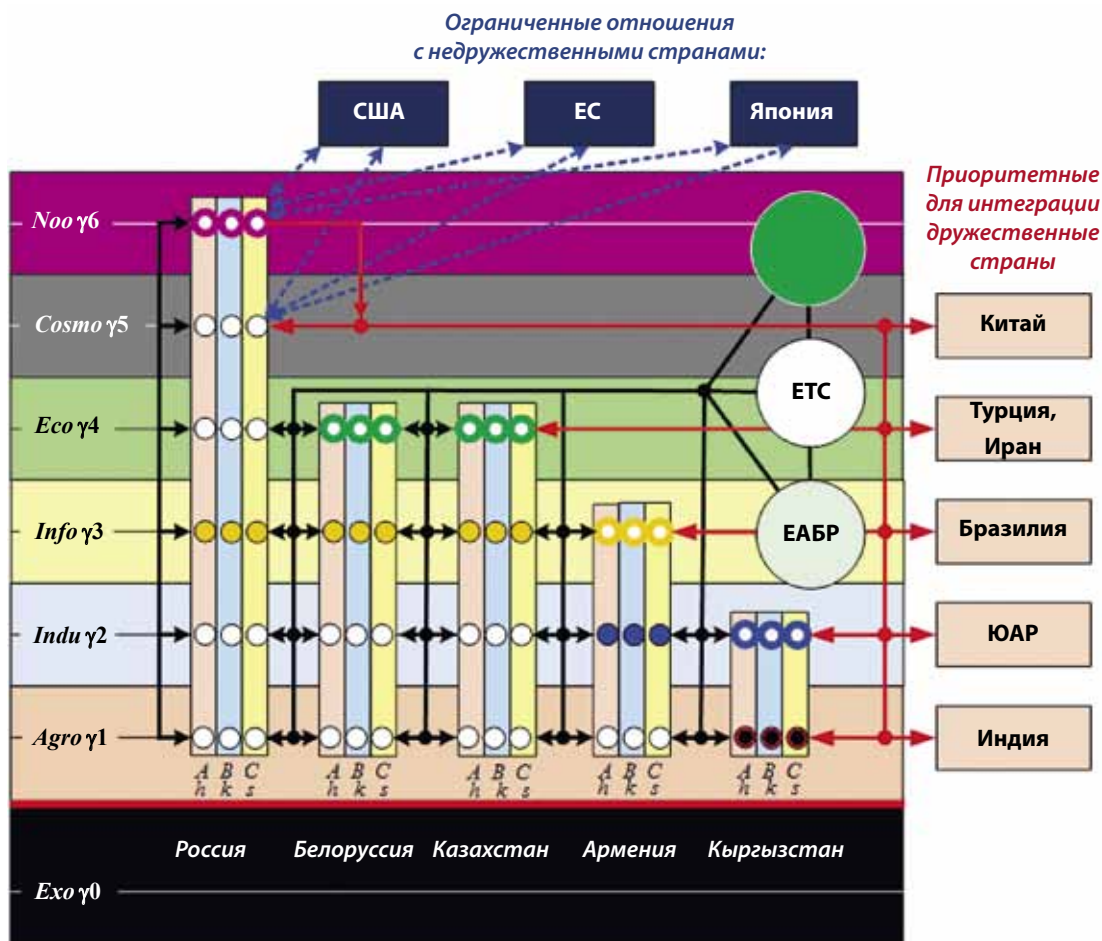 Ограниченные отношения
с недружественными странами:
США
ЕС
Япония
Приоритетные
для интеграции
дружественные
страны
Noo γ6
Cosmo γ5
Китай
ЕТС
Eco γ4
Турция,
Иран
Info γ3
ЕАБР
Бразилия
Indu γ2
ЮАР
Agro γ1
Индия
A B C A B C A B C A B C A B C
h k s h k s h k s h k s h k s
Россия
Белоруссия
Казахстан
Армения
Кыргызстан
Exo γ0